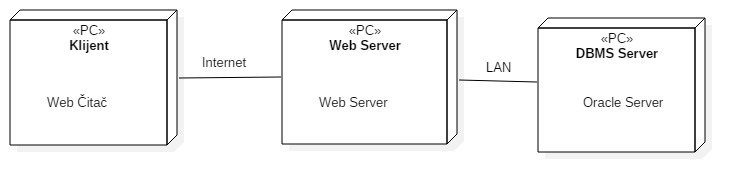 «PC»
Klijent
Web Čitač
Internet
«PC»
Web Server
Web Server
LAN
«PC»
DBMS Server
Oracle Server